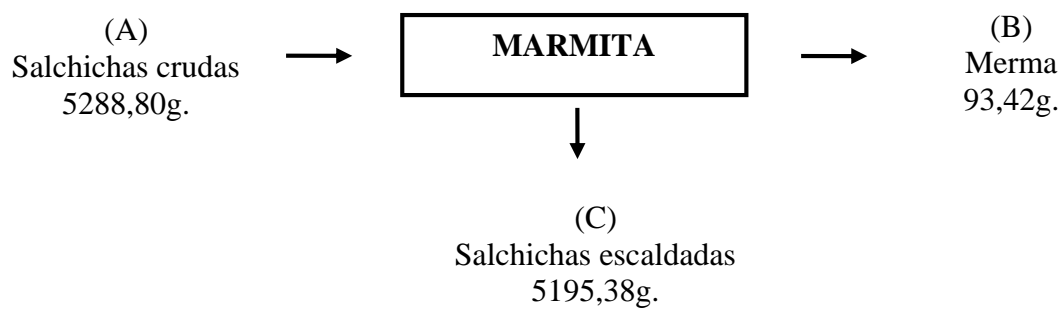 (A)
Salchichas crudas
5288,80g.
MARMITA
(B)
Merma
93,42g.
(C)
Salchichas escaldadas
5195,38g.